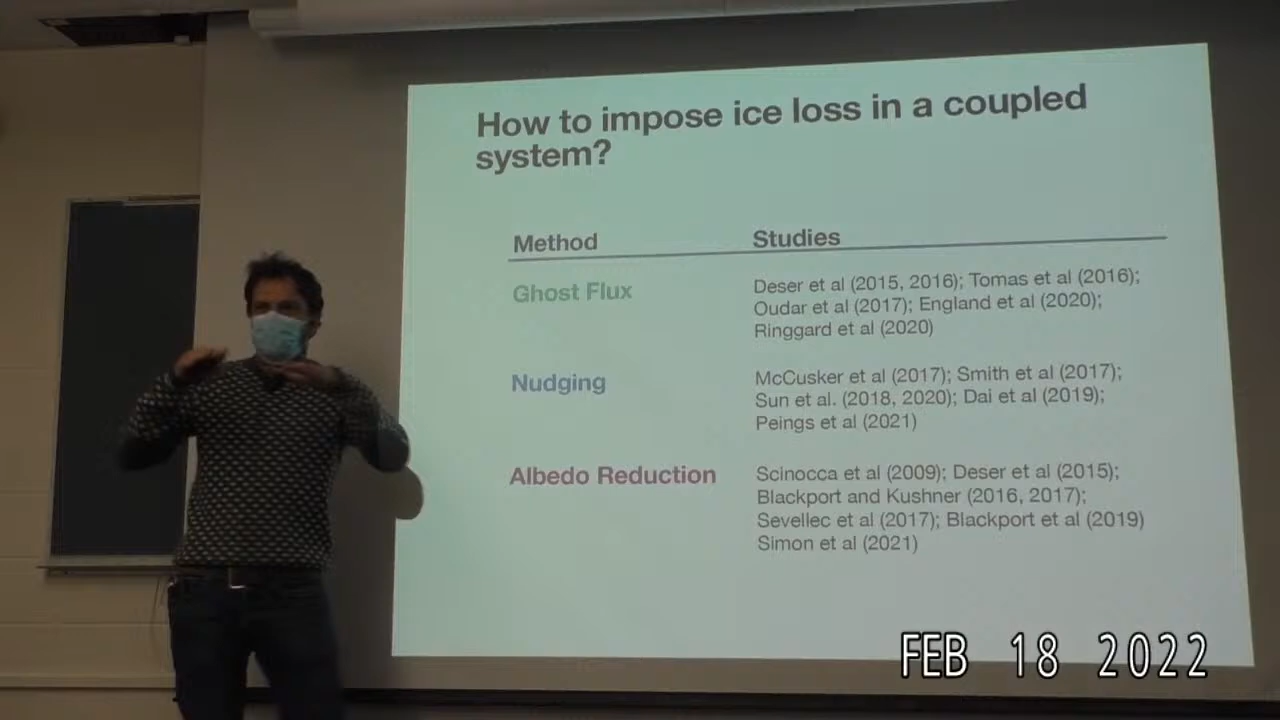 How to impose ice loss in a coupled
system?
Method Studies
Ghost Flux
Deser et al (2015, 2016); Tomas et al (2016);
Oudar et al (2017); England et al (2020);
Ringgard et al (2020)
Nudging
McCusker et al (2017); Smith et al (2017);
Sun et al. (2018, 2020); Dai et al (2019);
Peings et al (2021)
Albedo Reduction
Scinocca et al (2009); Deser et al (2015);
Blackport and Kushner (2016, 2017);
Sevellec et al (2017); Blackport et al (2019)
Simon et al (2021)
FEB 18 2022